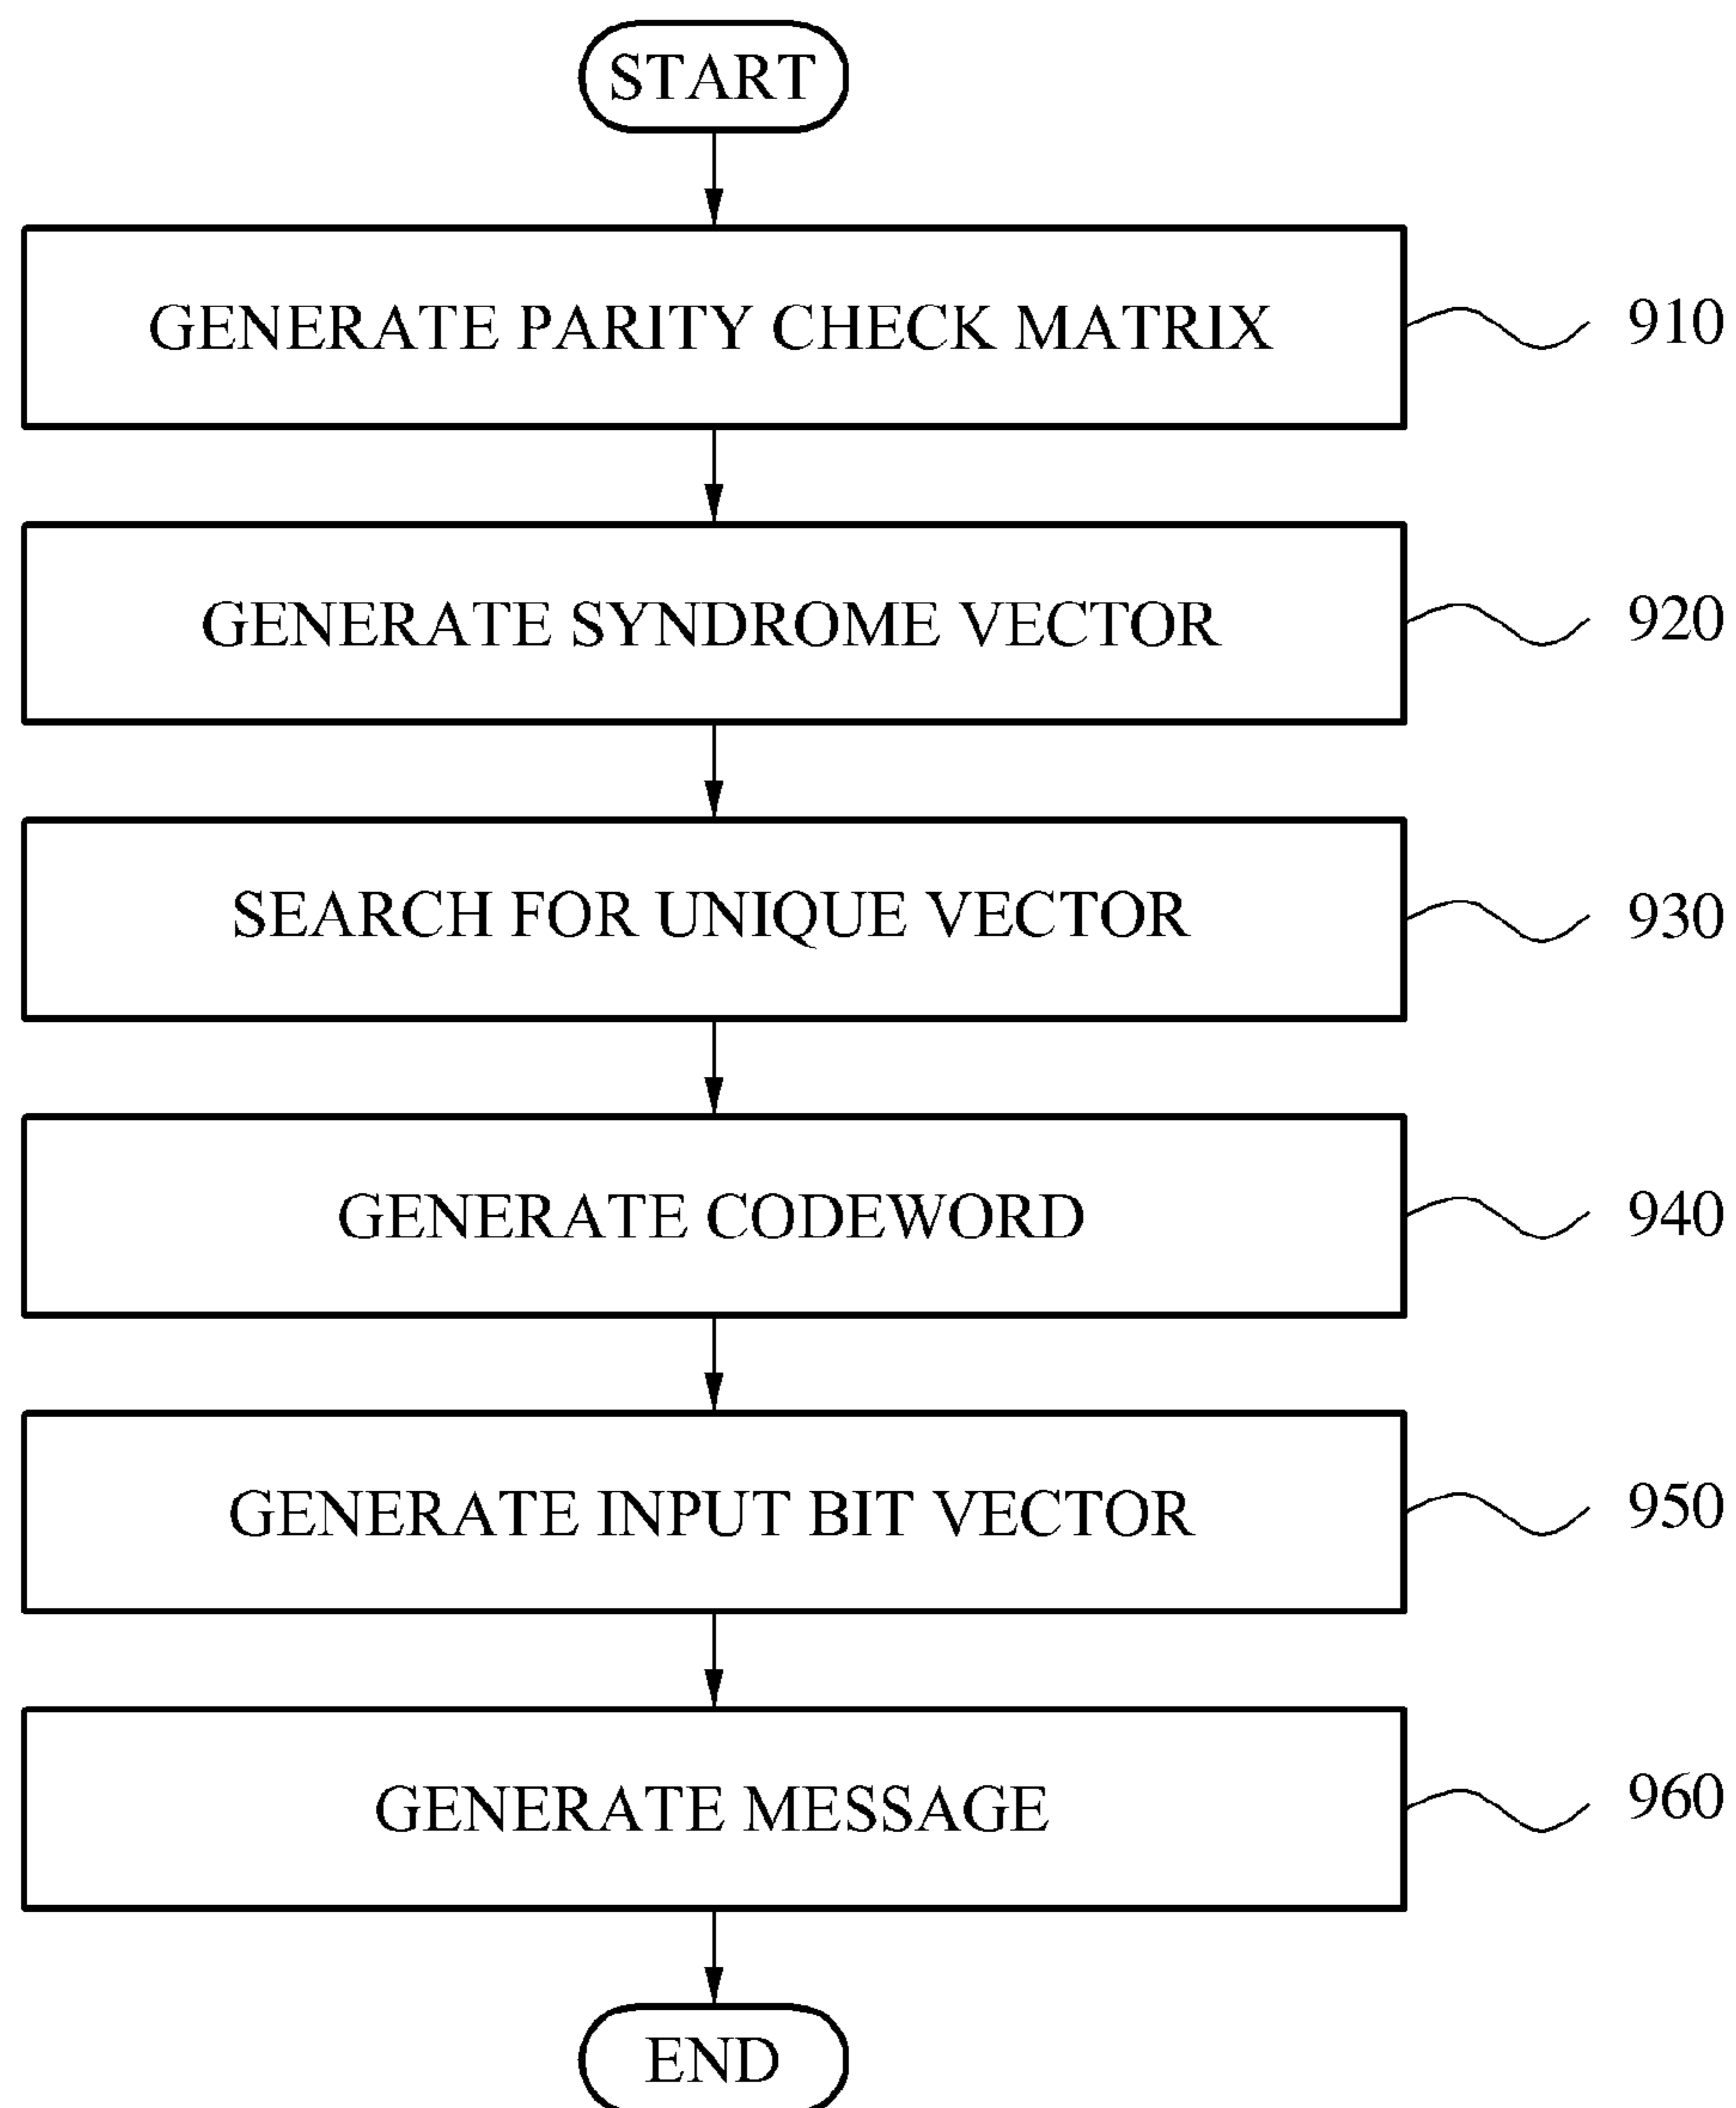 START
GENERATE PARITY CHECK MATRIX 910
GENERATE SYNDROME VECTOR 920
SEARCH FOR UNIQUE VECTOR 930
GENERATE CODEWORD 940
GENERATE INPUT BIT VECTOR 950
GENERATE MESSAGE 960
END